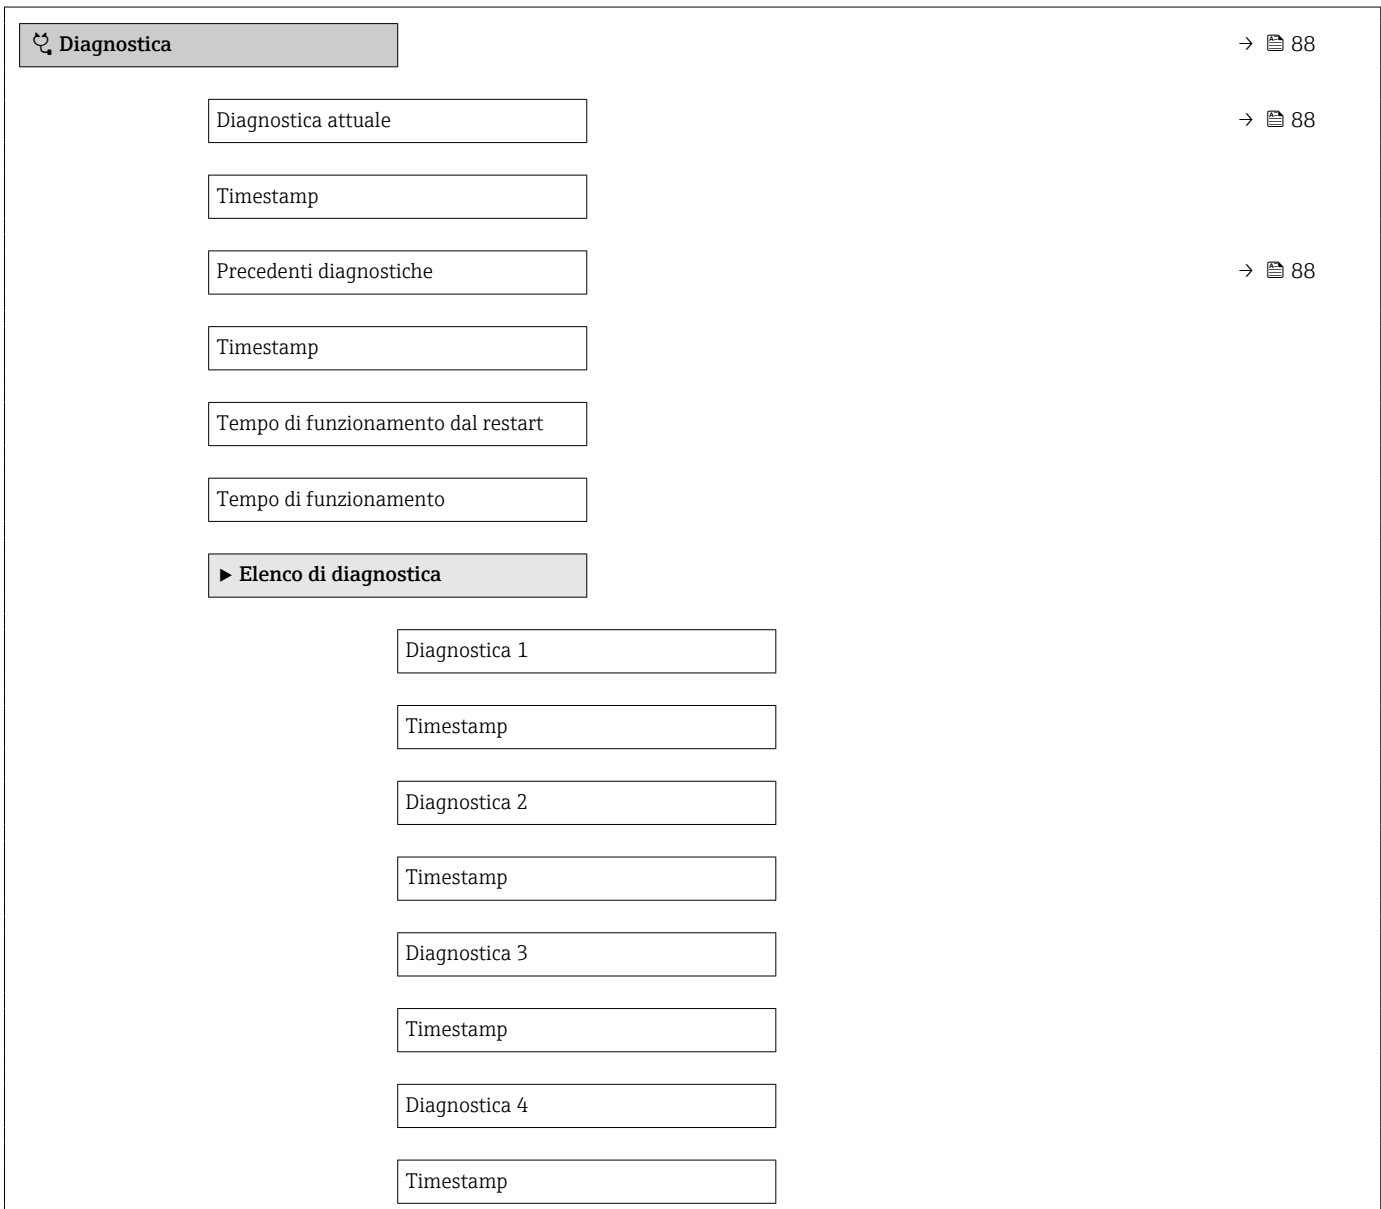 Diagnostica → 88
Diagnostica attuale → 88
Timestamp
Precedenti diagnostiche → 88
Timestamp
Tempo di funzionamento dal restart
Tempo di funzionamento
▶ Elenco di diagnostica
Diagnostica 1
Timestamp
Diagnostica 2
Timestamp
Diagnostica 3
Timestamp
Diagnostica 4
Timestamp